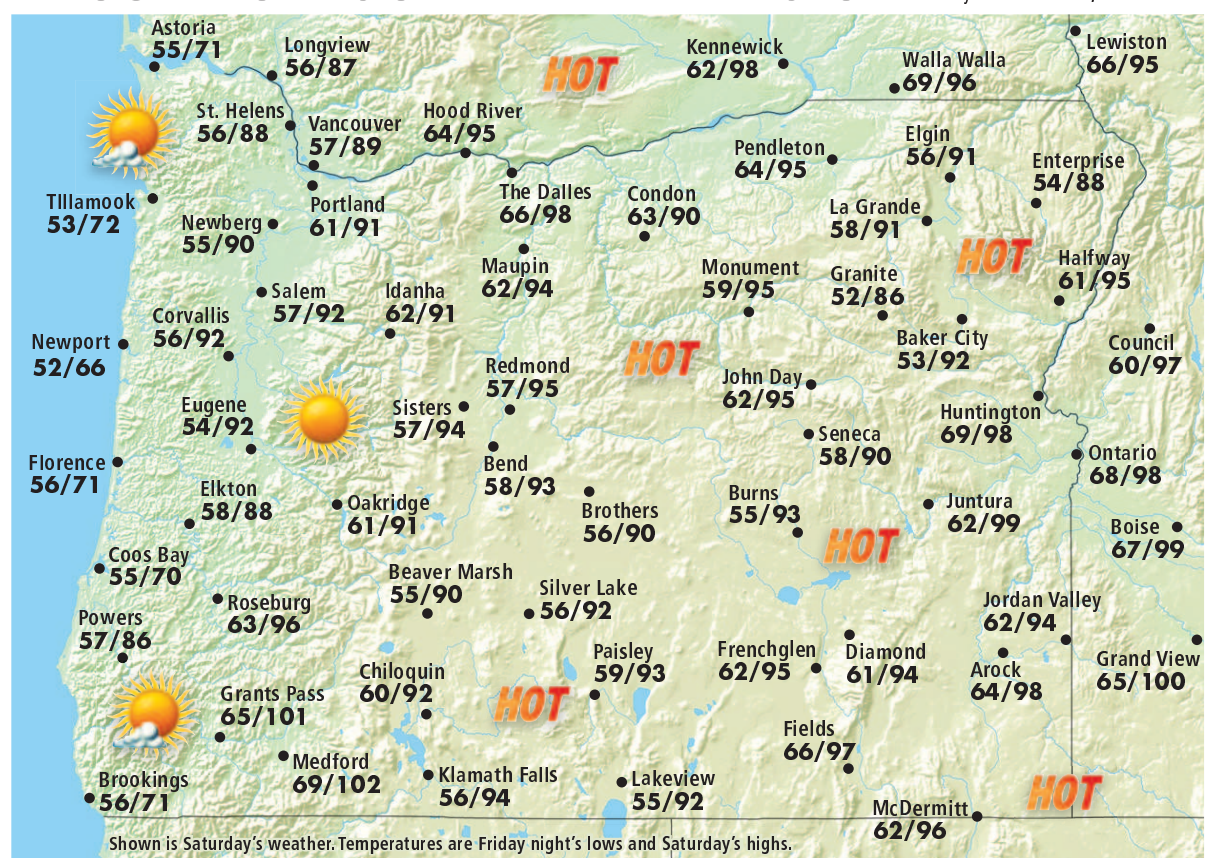 Astoria
55/71
Longview
56/87
HOT
Kennewick
62/98
Walla Walla
69/96
Lewiston
66/95
St. Helens
56/88
Vancouver
57/89
Hood River
64/95
Pendleton
64/95
Elgin
56/91
Enterprise
54/88
TIllamook
53/72
Newberg
55/90
Portland
61/91
The Dalles
66/98
Condon
63/90
La Grande
58/91
HOT
Halfway
61/95
Maupin
62/94
Monument
59/95
Granite
52/86
Salem
57/92
Idanha
62/91
Corvallis
56/92
Newport
52/66
Baker City
53/92
Council
60/97
HOT
Redmond
57/95
John Day
62/95
Eugene
54/92
Sisters
57/94
Huntington
69/98
Seneca
58/90
Ontario
68/98
Florence
56/71
Bend
58/93
Elkton
58/88
Oakridge
61/91
Brothers
56/90
Burns
55/93
Juntura
62/99
Boise
67/99
HOT
Coos Bay
55/70
Beaver Marsh
55/90
Silver Lake
56/92
Roseburg
63/96
Jordan Valley
62/94
Powers
57/86
Chiloquin
60/92
Paisley
59/93
Frenchglen
62/95
Diamond
61/94
Arock
64/98
Grand View
65/100
Grants Pass
65/101
HOT
Fields
66/97
Medford
69/102
Klamath Falls
56/94
Lakeview
55/92
Brookings
56/71
HOT
McDermitt
62/96
Shown is Saturday's weather. Temperatures are Friday night's lows and Saturday's highs.